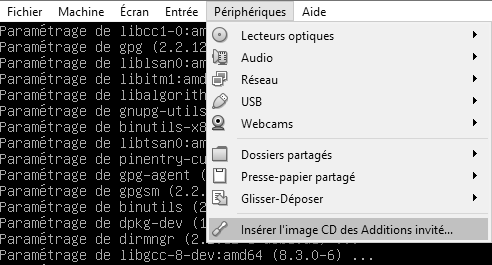 Fichier Machine Écran Entrée Périphériques Aide
Paramétrage de libcc1-0:am
Paramétrage de gpg (2.2.12
Paramétrage de liblsan0:am
Paramétrage de libitm1:amd
Paramétrage de libalgorith
Paramétrage de gnupg-utils
Paramétrage de binutils-x8
Paramétrage de libtsan0:am
Paramétrage de pinentry-cu
Paramétrage de gpg-agent (
Paramétrage de gpgsm (2.2.
Paramétrage de binutils (2
Paramétrage de dpkg-dev (1
Paramétrage de dirmngr
Paramétrage de libgcc-8-dev:amd64 (8.3.0-6) ...
Lecteurs optiques
Audio
Réseau
USB
Webcams
Dossiers partagés
Presse-papier partagé
Glisser-Déposer
Insérer l'image CD des Additions invité...